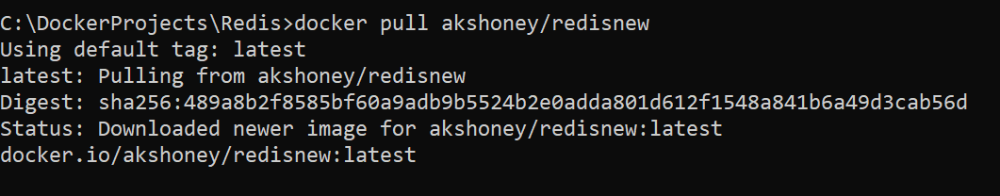 C:\DockerProjects\Redis>docker pull akshoney/redisnew
Using default tag: latest
latest: Pulling from akshoney/redisnew
Digest: sha256:489a8b2f8585bf60a9adb9b5524b2e0adda801d612f1548a841b6a49d3cab56d
Status: Downloaded newer image for akshoney/redisnew:latest
docker.io/akshoney/redisnew:latest